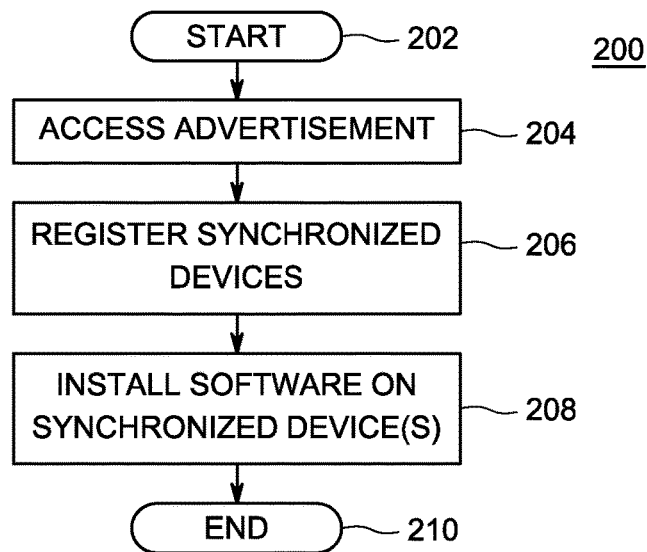 START
202
200
ACCESS ADVERTISEMENT
204
REGISTER SYNCHRONIZED
DEVICES
206
INSTALL SOFTWARE ON
SYNCHRONIZED DEVICE(S)
208
END
210